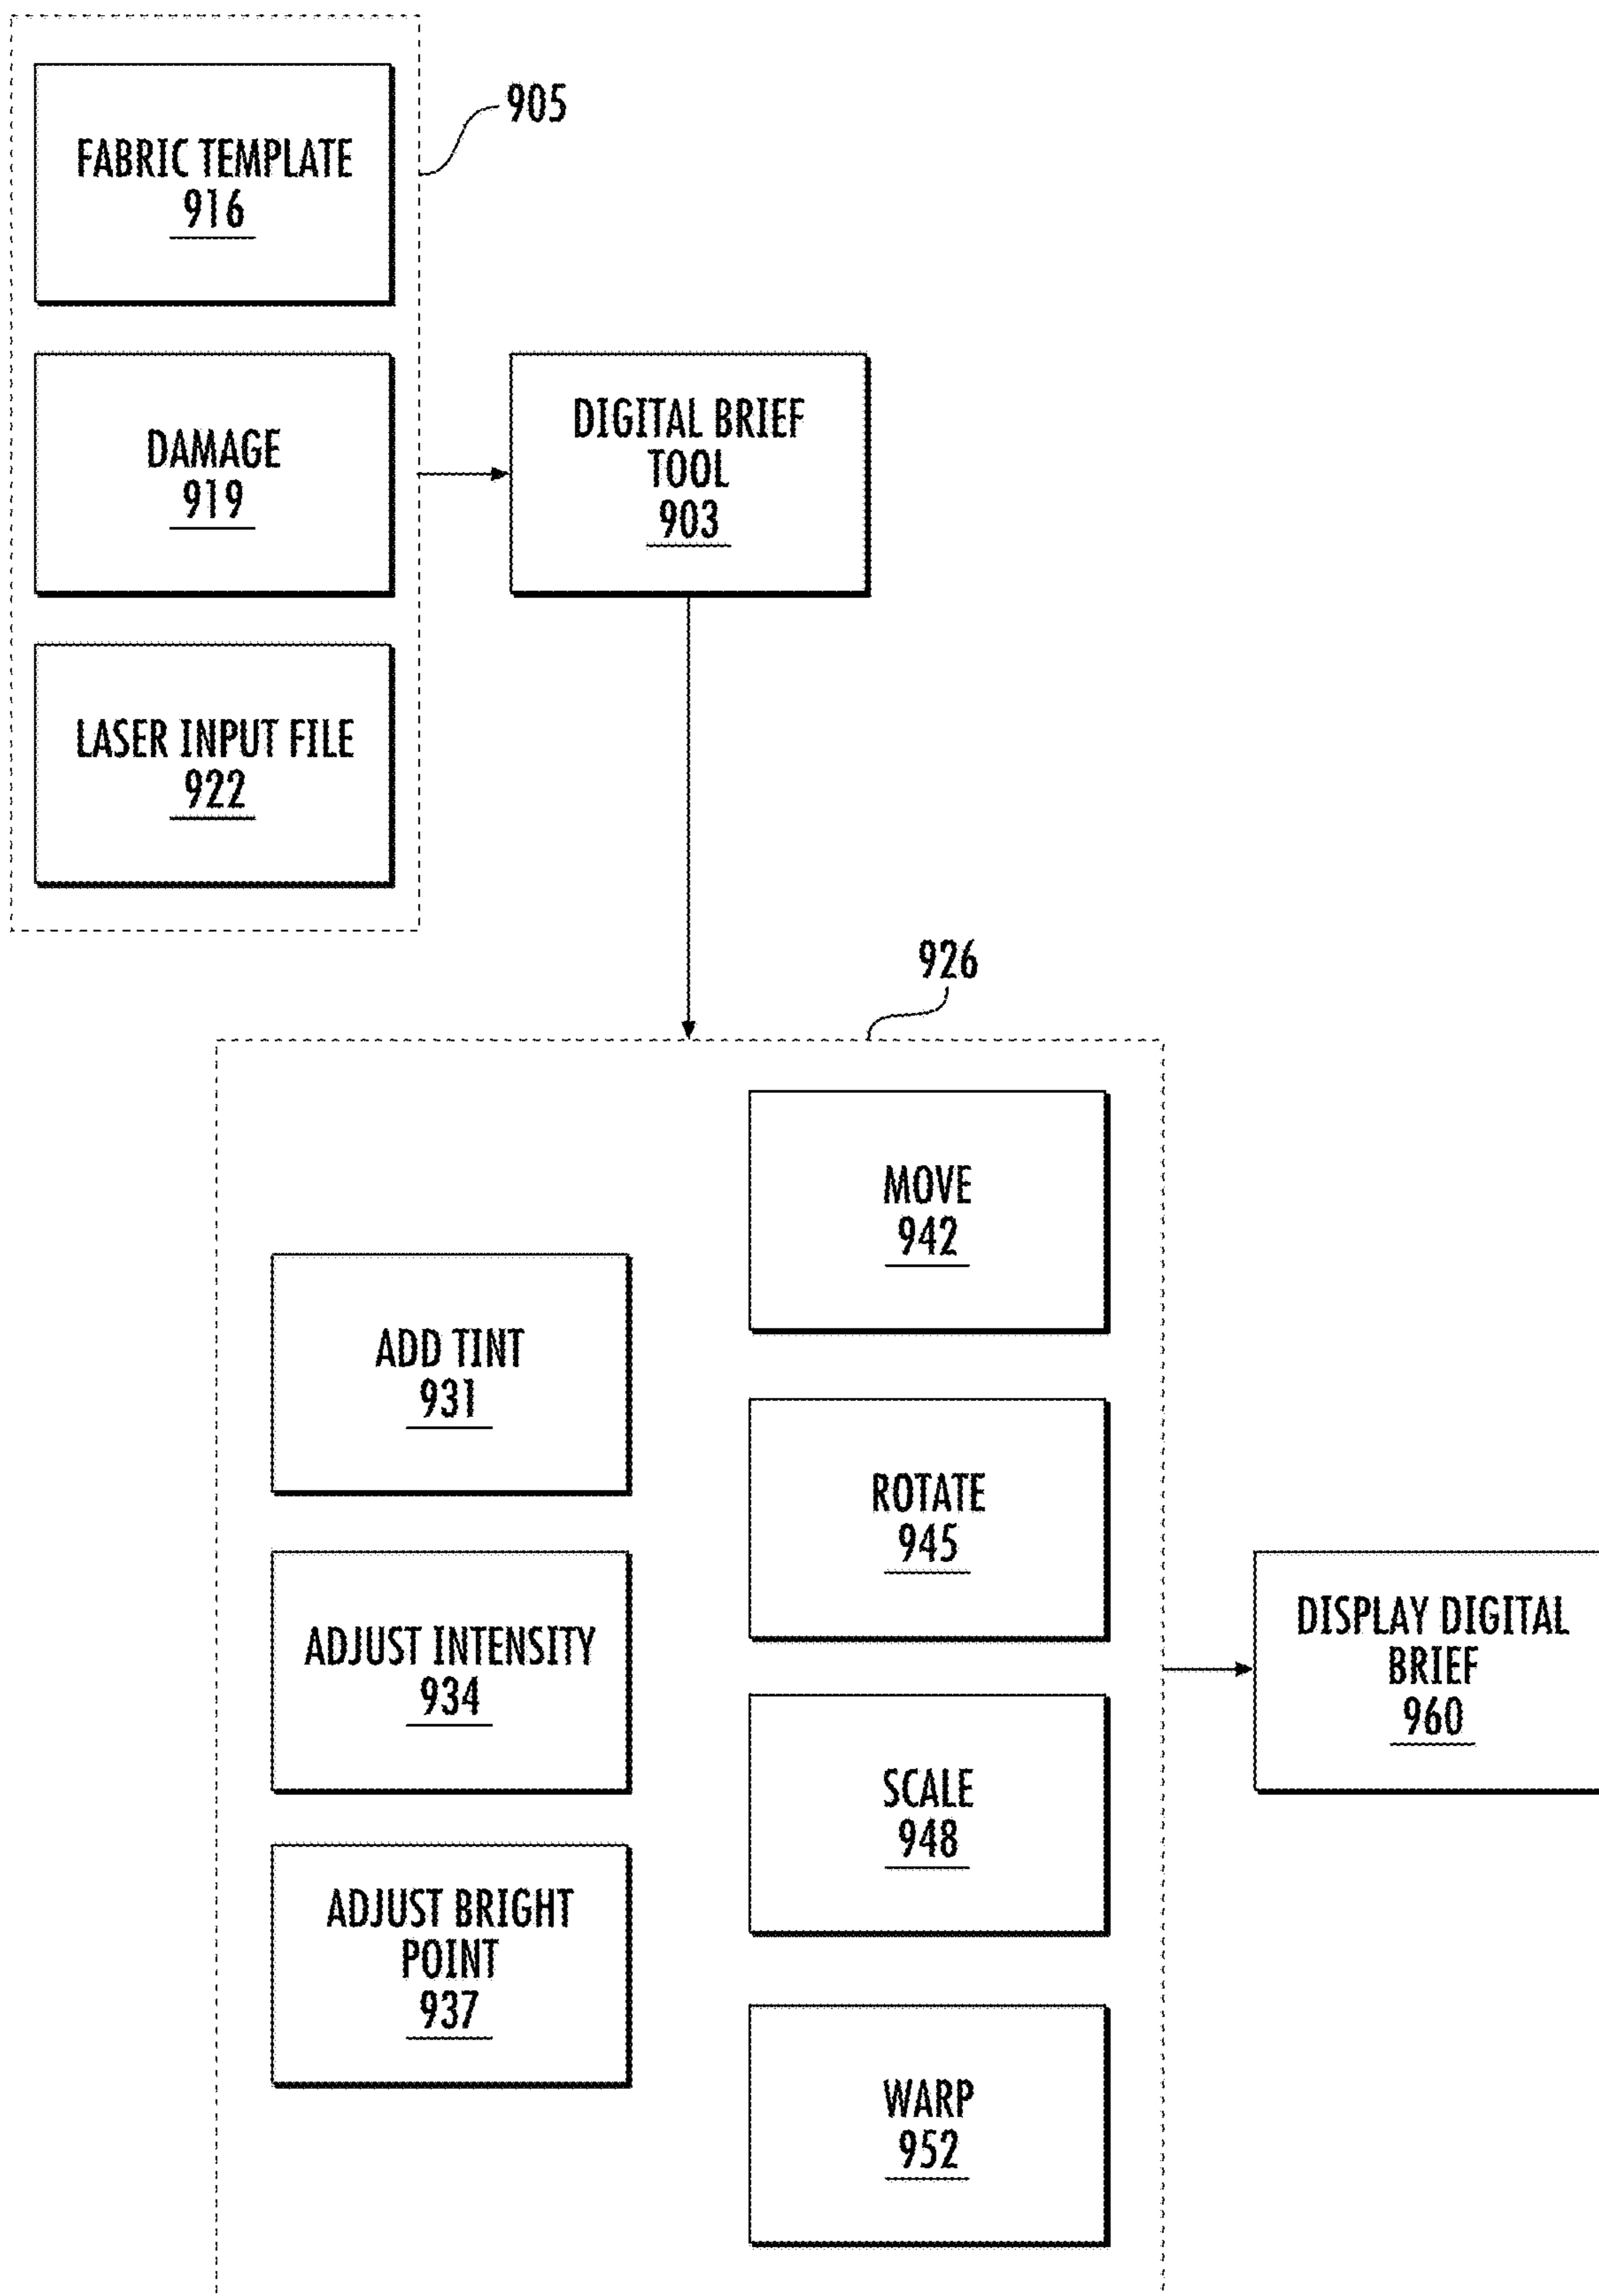 FABRIC TEMPLATE
916
905
DAMAGE
919
DIGITAL BRIEF
TOOL
903
LASER INPUT FILE
922
926
MOVE
942
ADD TINT
931
ROTATE
945
ADJUST INTENSITY
934
DISPLAY DIGITAL
BRIEF
960
SCALE
948
ADJUST BRIGHT
POINT
937
WARP
952